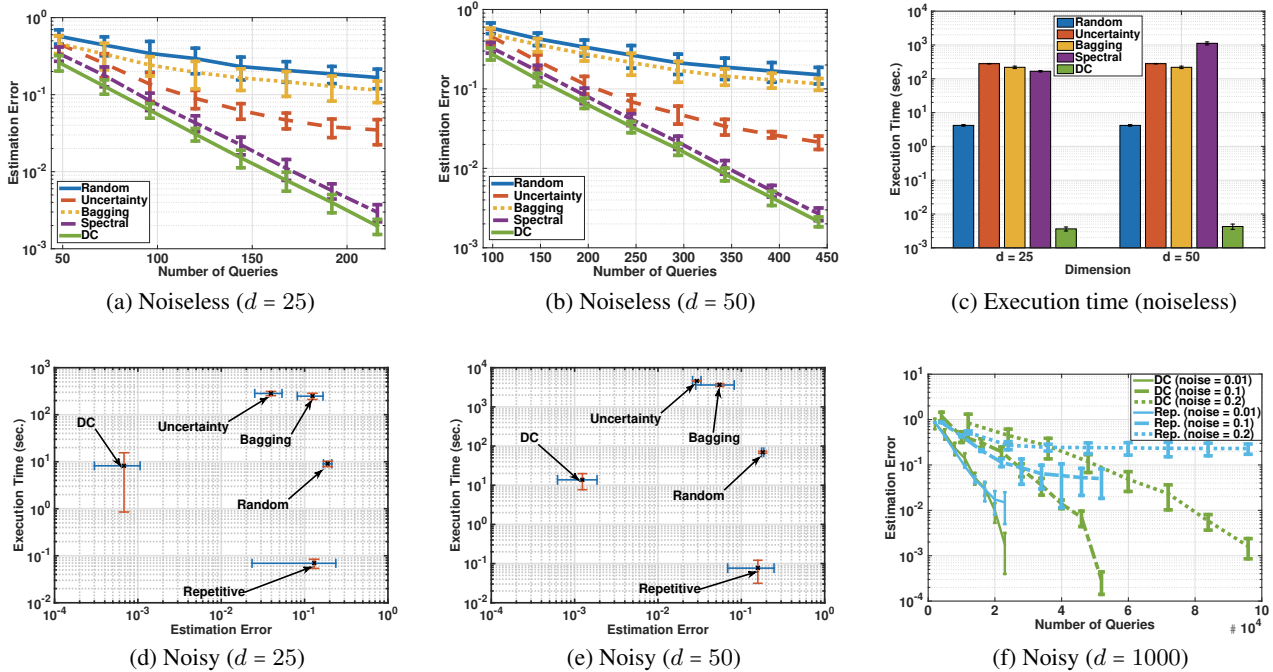 Estimation Error
10^0
10^-1
10^-2
10^-3
Random
Uncertainty
Bagging
Spectral
DC
50 100 150 200
Number of Queries
(a) Noiseless (d = 25)
Estimation Error
10^0
10^-1
10^-2
10^-3
Random
Uncertainty
Bagging
Spectral
DC
100 150 200 250 300 350 400 450
Number of Queries
(b) Noiseless (d = 50)
Execution Time (sec.)
10^4
10^3
10^2
10^1
10^0
10^-1
10^-2
10^-3
Random
Uncertainty
Bagging
Spectral
DC
d = 25 d = 50
Dimension
(c) Execution time (noiseless)
Execution Time (sec.)
10^3
10^2
10^1
10^0
10^-1
10^-2
DC
Uncertainty
Bagging
Random
Repetitive
10^-4 10^-3 10^-2 10^-1 10^0
Estimation Error
(d) Noisy (d = 25)
Execution Time (sec.)
10^4
10^3
10^2
10^1
10^0
10^-1
10^-2
Uncertainty
Bagging
DC
Random
Repetitive
10^-4 10^-3 10^-2 10^-1 10^0
Estimation Error
(e) Noisy (d = 50)
Estimation Error
10^1
10^0
10^-1
10^-2
10^-3
10^-4
DC (noise = 0.01)
DC (noise = 0.1)
DC (noise = 0.2)
Rep. (noise = 0.01)
Rep. (noise = 0.1)
Rep. (noise = 0.2)
0 2 4 60 80 100
Number of Queries
# 10^4
(f) Noisy (d = 1000)